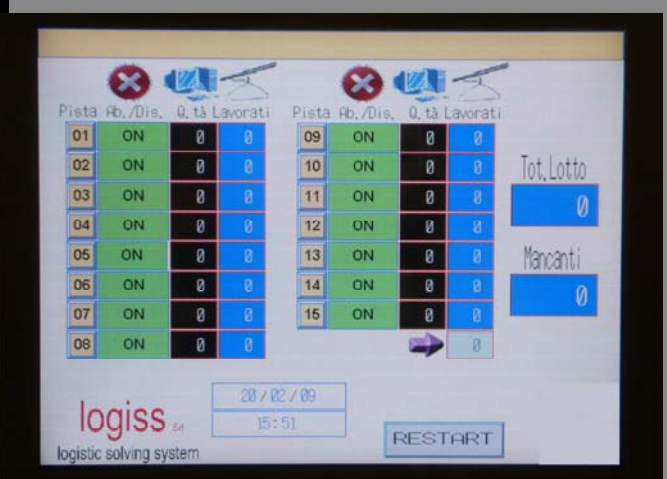 Pista Ab./Dis. Q.tà Lavorati Pista Ab./Dis. Q.tà Lavorati
01 ON 0 0 09 ON 0 0
02 ON 0 0 10 ON 0 0 Tot.Lotto
03 ON 0 0 11 ON 0 0 0
04 ON 0 0 12 ON 0 0
05 ON 0 0 13 ON 0 0 Mancanti
06 ON 0 0 14 ON 0 0 0
07 ON 0 0 15 ON 0 0
08 ON 0 0 0
20/02/09
logiss Srl 15:51
RESTART
logistic solving system